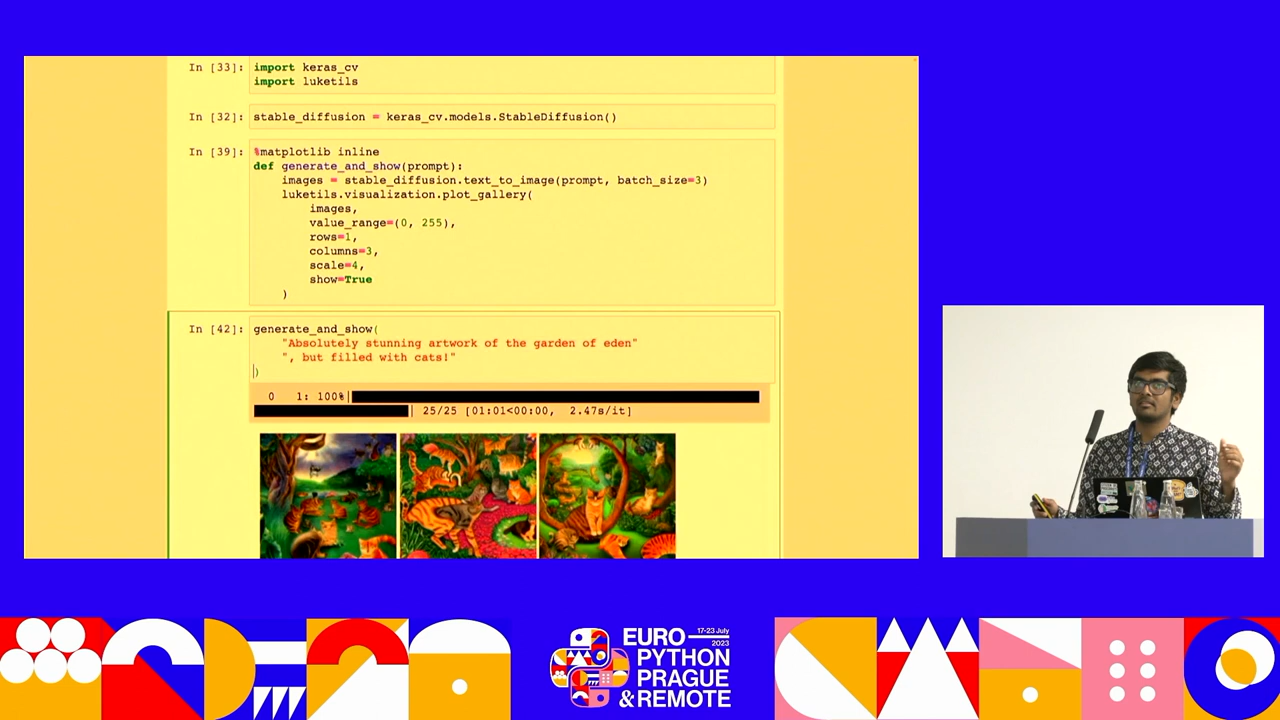 In [33]: import keras_cv
import luketils
In [32]: stable_diffusion = keras_cv.models.StableDiffusion()
In [39]: %matplotlib inline
def generate_and_show(prompt):
    images = stable_diffusion.text_to_image(prompt, batch_size=3)
    luketils.visualization.plot_gallery(
        images,
        value_range=(0, 255),
        rows=1,
        columns=3,
        scale=4,
        show=True
    )
In [42]: generate_and_show(
    "Absolutely stunning artwork of the garden of eden"
    ", but filled with cats!"
)
0   1: 100%|
| 25/25 [01:01<00:00,  2.47s/it]
17-23 July
2023
EURO
PYTHON
PRAGUE
& REMOTE